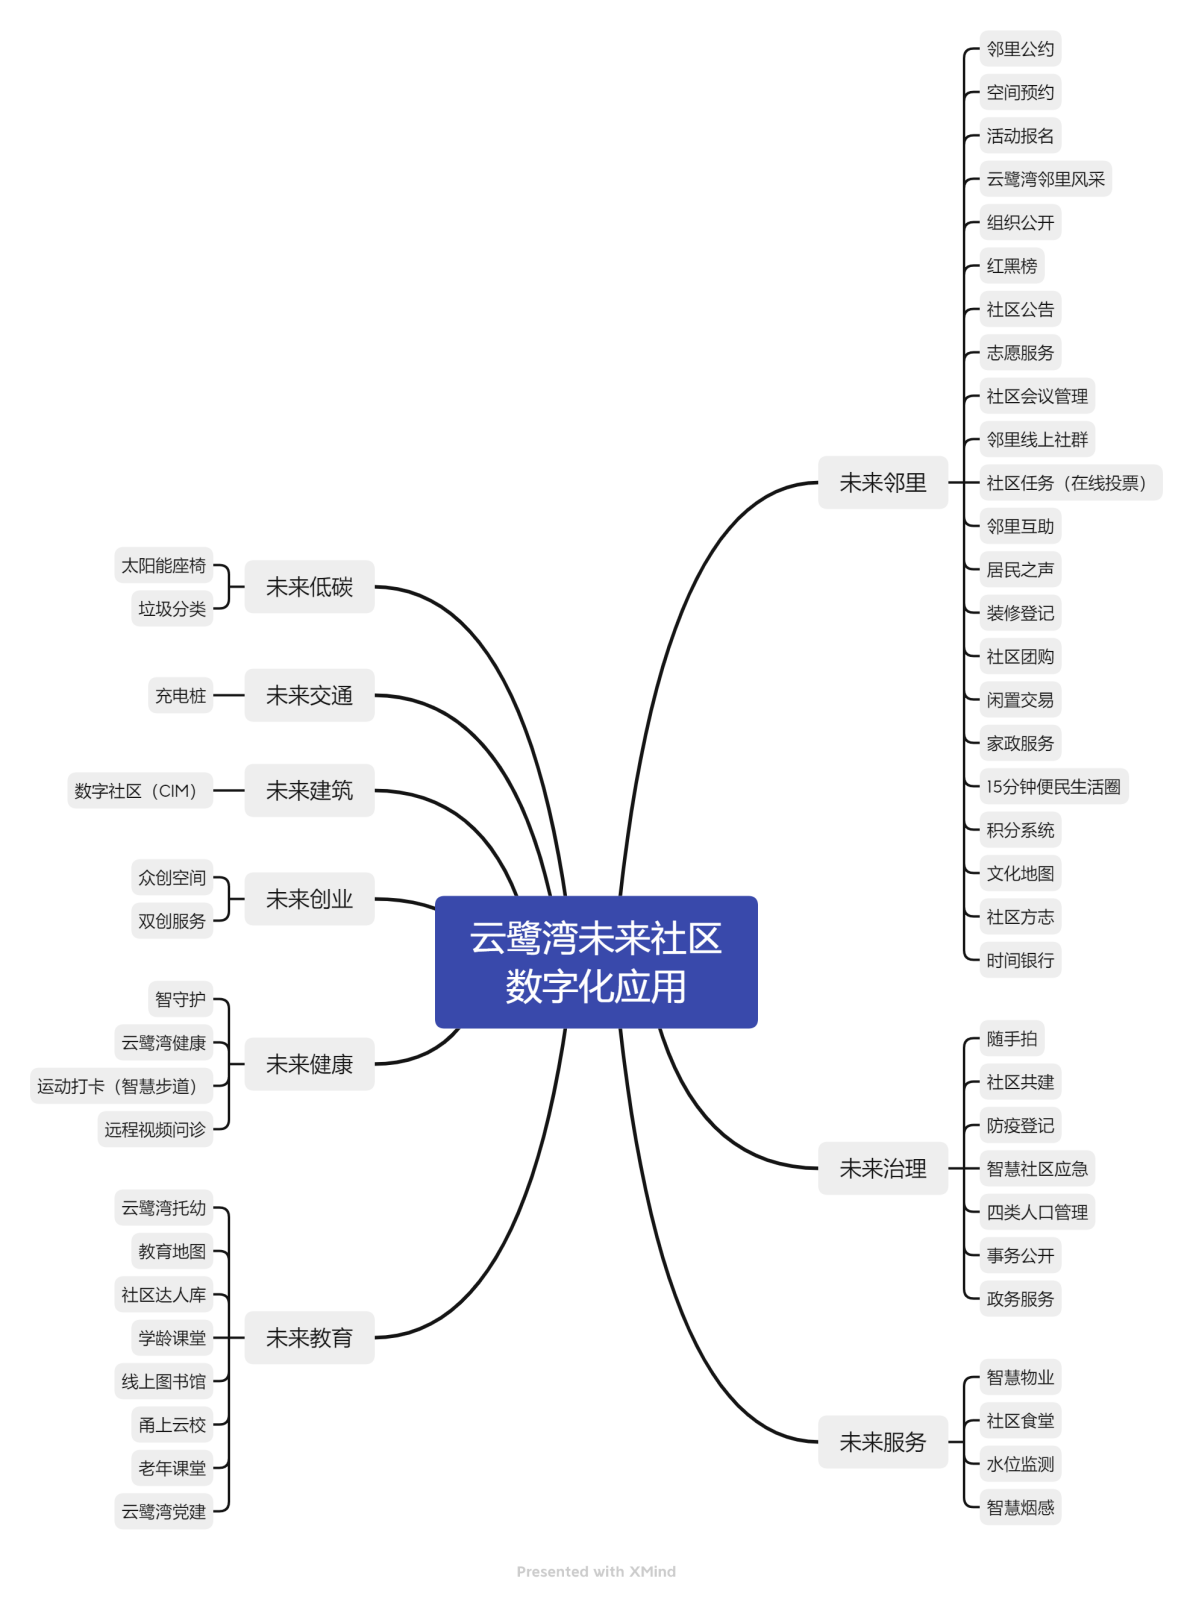 云鹭湾未来社区
数字化应用
未来邻里
邻里公约
空间预约
活动报名
云鹭湾邻里风采
组织公开
红黑榜
社区公告
志愿服务
社区会议管理
邻里线上社群
社区任务（在线投票）
邻里互助
居民之声
装修登记
社区团购
闲置交易
家政服务
15分钟便民生活圈
积分系统
文化地图
社区方志
时间银行
未来治理
随手拍
社区共建
防疫登记
智慧社区应急
四类人口管理
事务公开
政务服务
未来服务
智慧物业
社区食堂
水位监测
智慧烟感
未来低碳
太阳能座椅
垃圾分类
未来交通
充电桩
未来建筑
数字社区（CIM）
未来创业
众创空间
双创服务
未来健康
智守护
云鹭湾健康
运动打卡（智慧步道）
远程视频问诊
未来教育
云鹭湾托幼
教育地图
社区达人库
学龄课堂
线上图书馆
甬上云校
老年课堂
云鹭湾党建
Presented with XMind